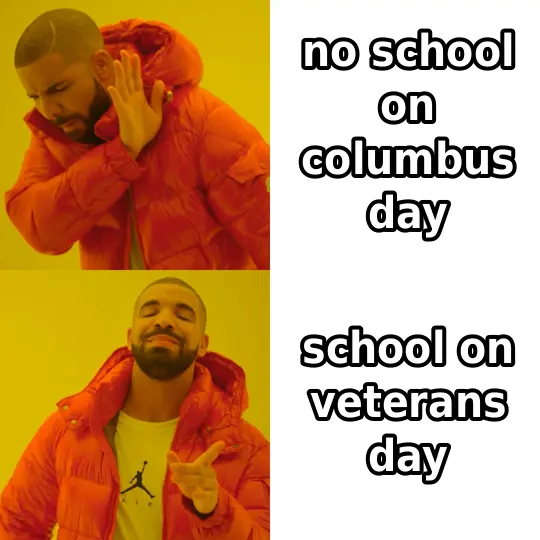 no school
on
columbus
day
school on
veterans
day